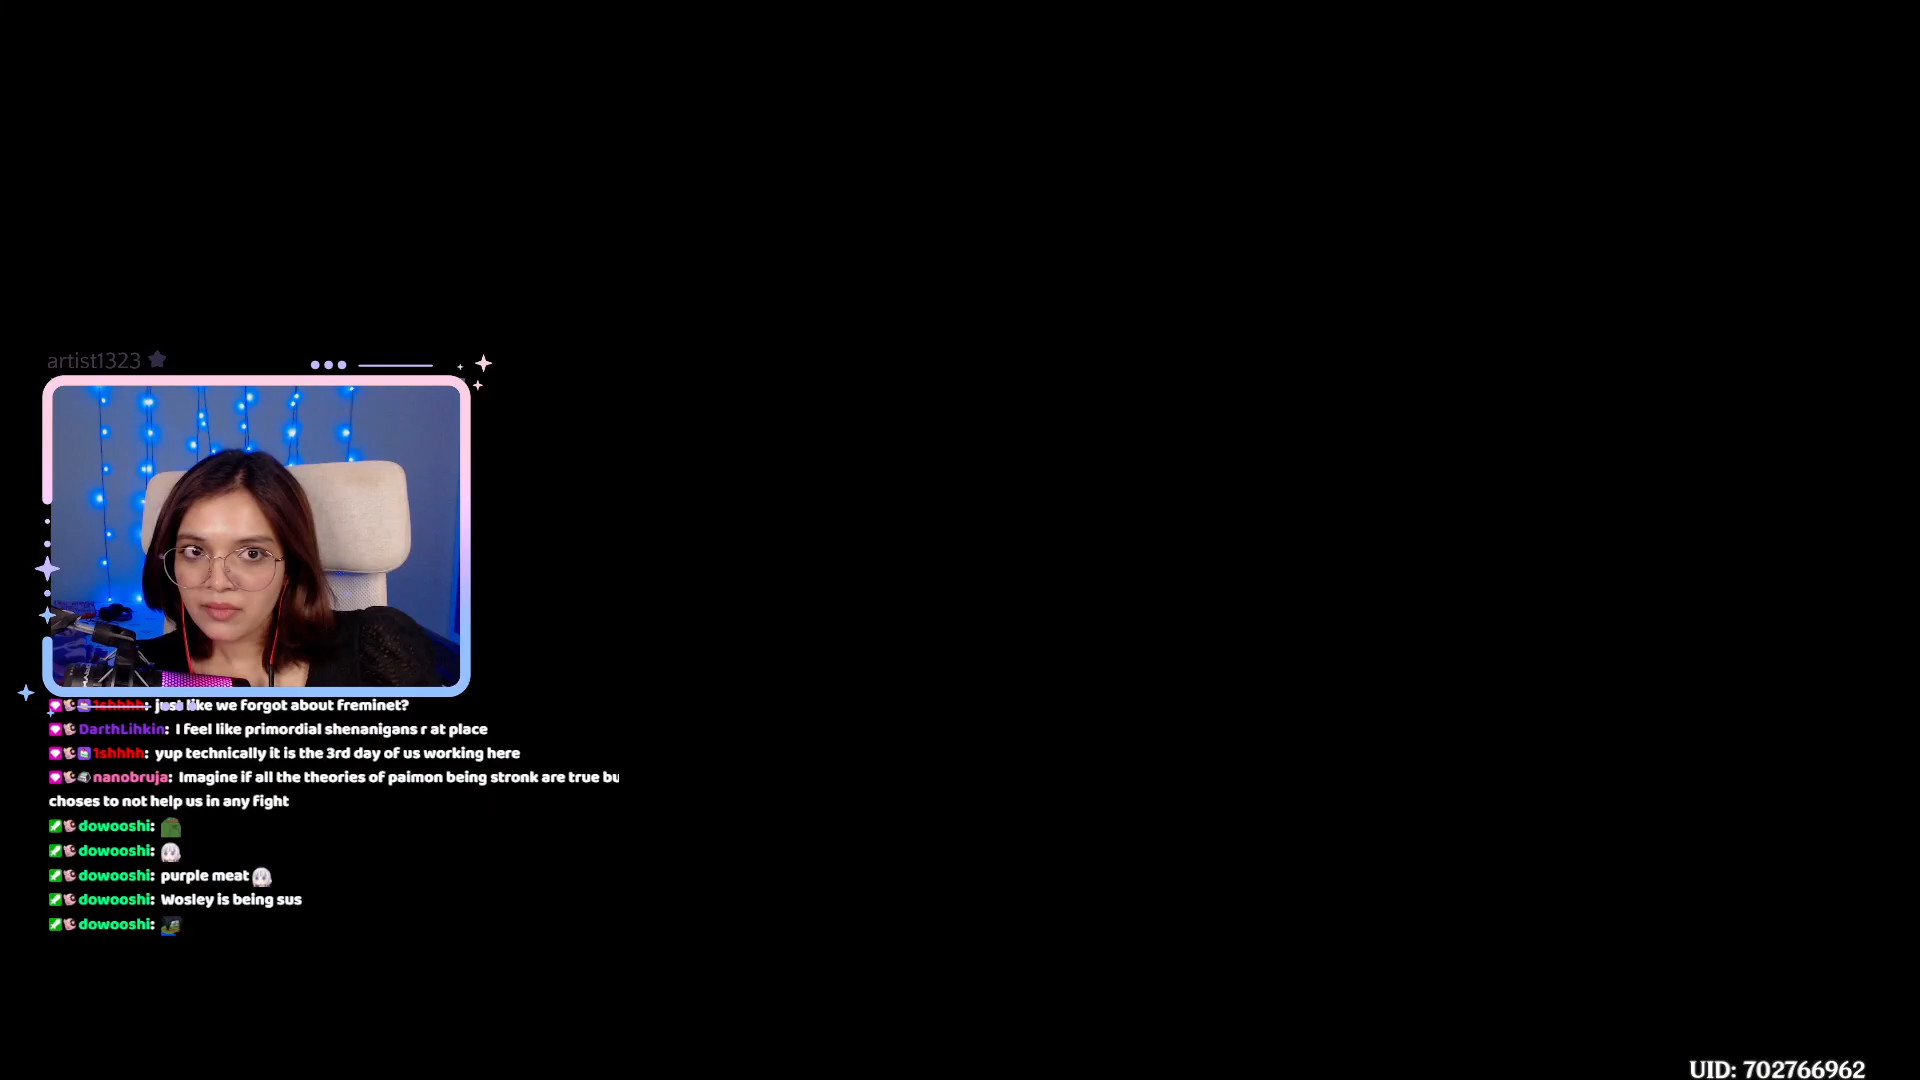 artist1323
1shhhh: just like we forgot about freminet?
DarthLihkin: I feel like primordial shenanigans r at place
1shhhh: yup technically it is the 3rd day of us working here
nanobruja: Imagine if all the theories of paimon being stronk are true bu
choses to not help us in any fight
dowooshi:
dowooshi:
dowooshi: purple meat
dowooshi: Wosley is being sus
dowooshi:
UID: 702766962